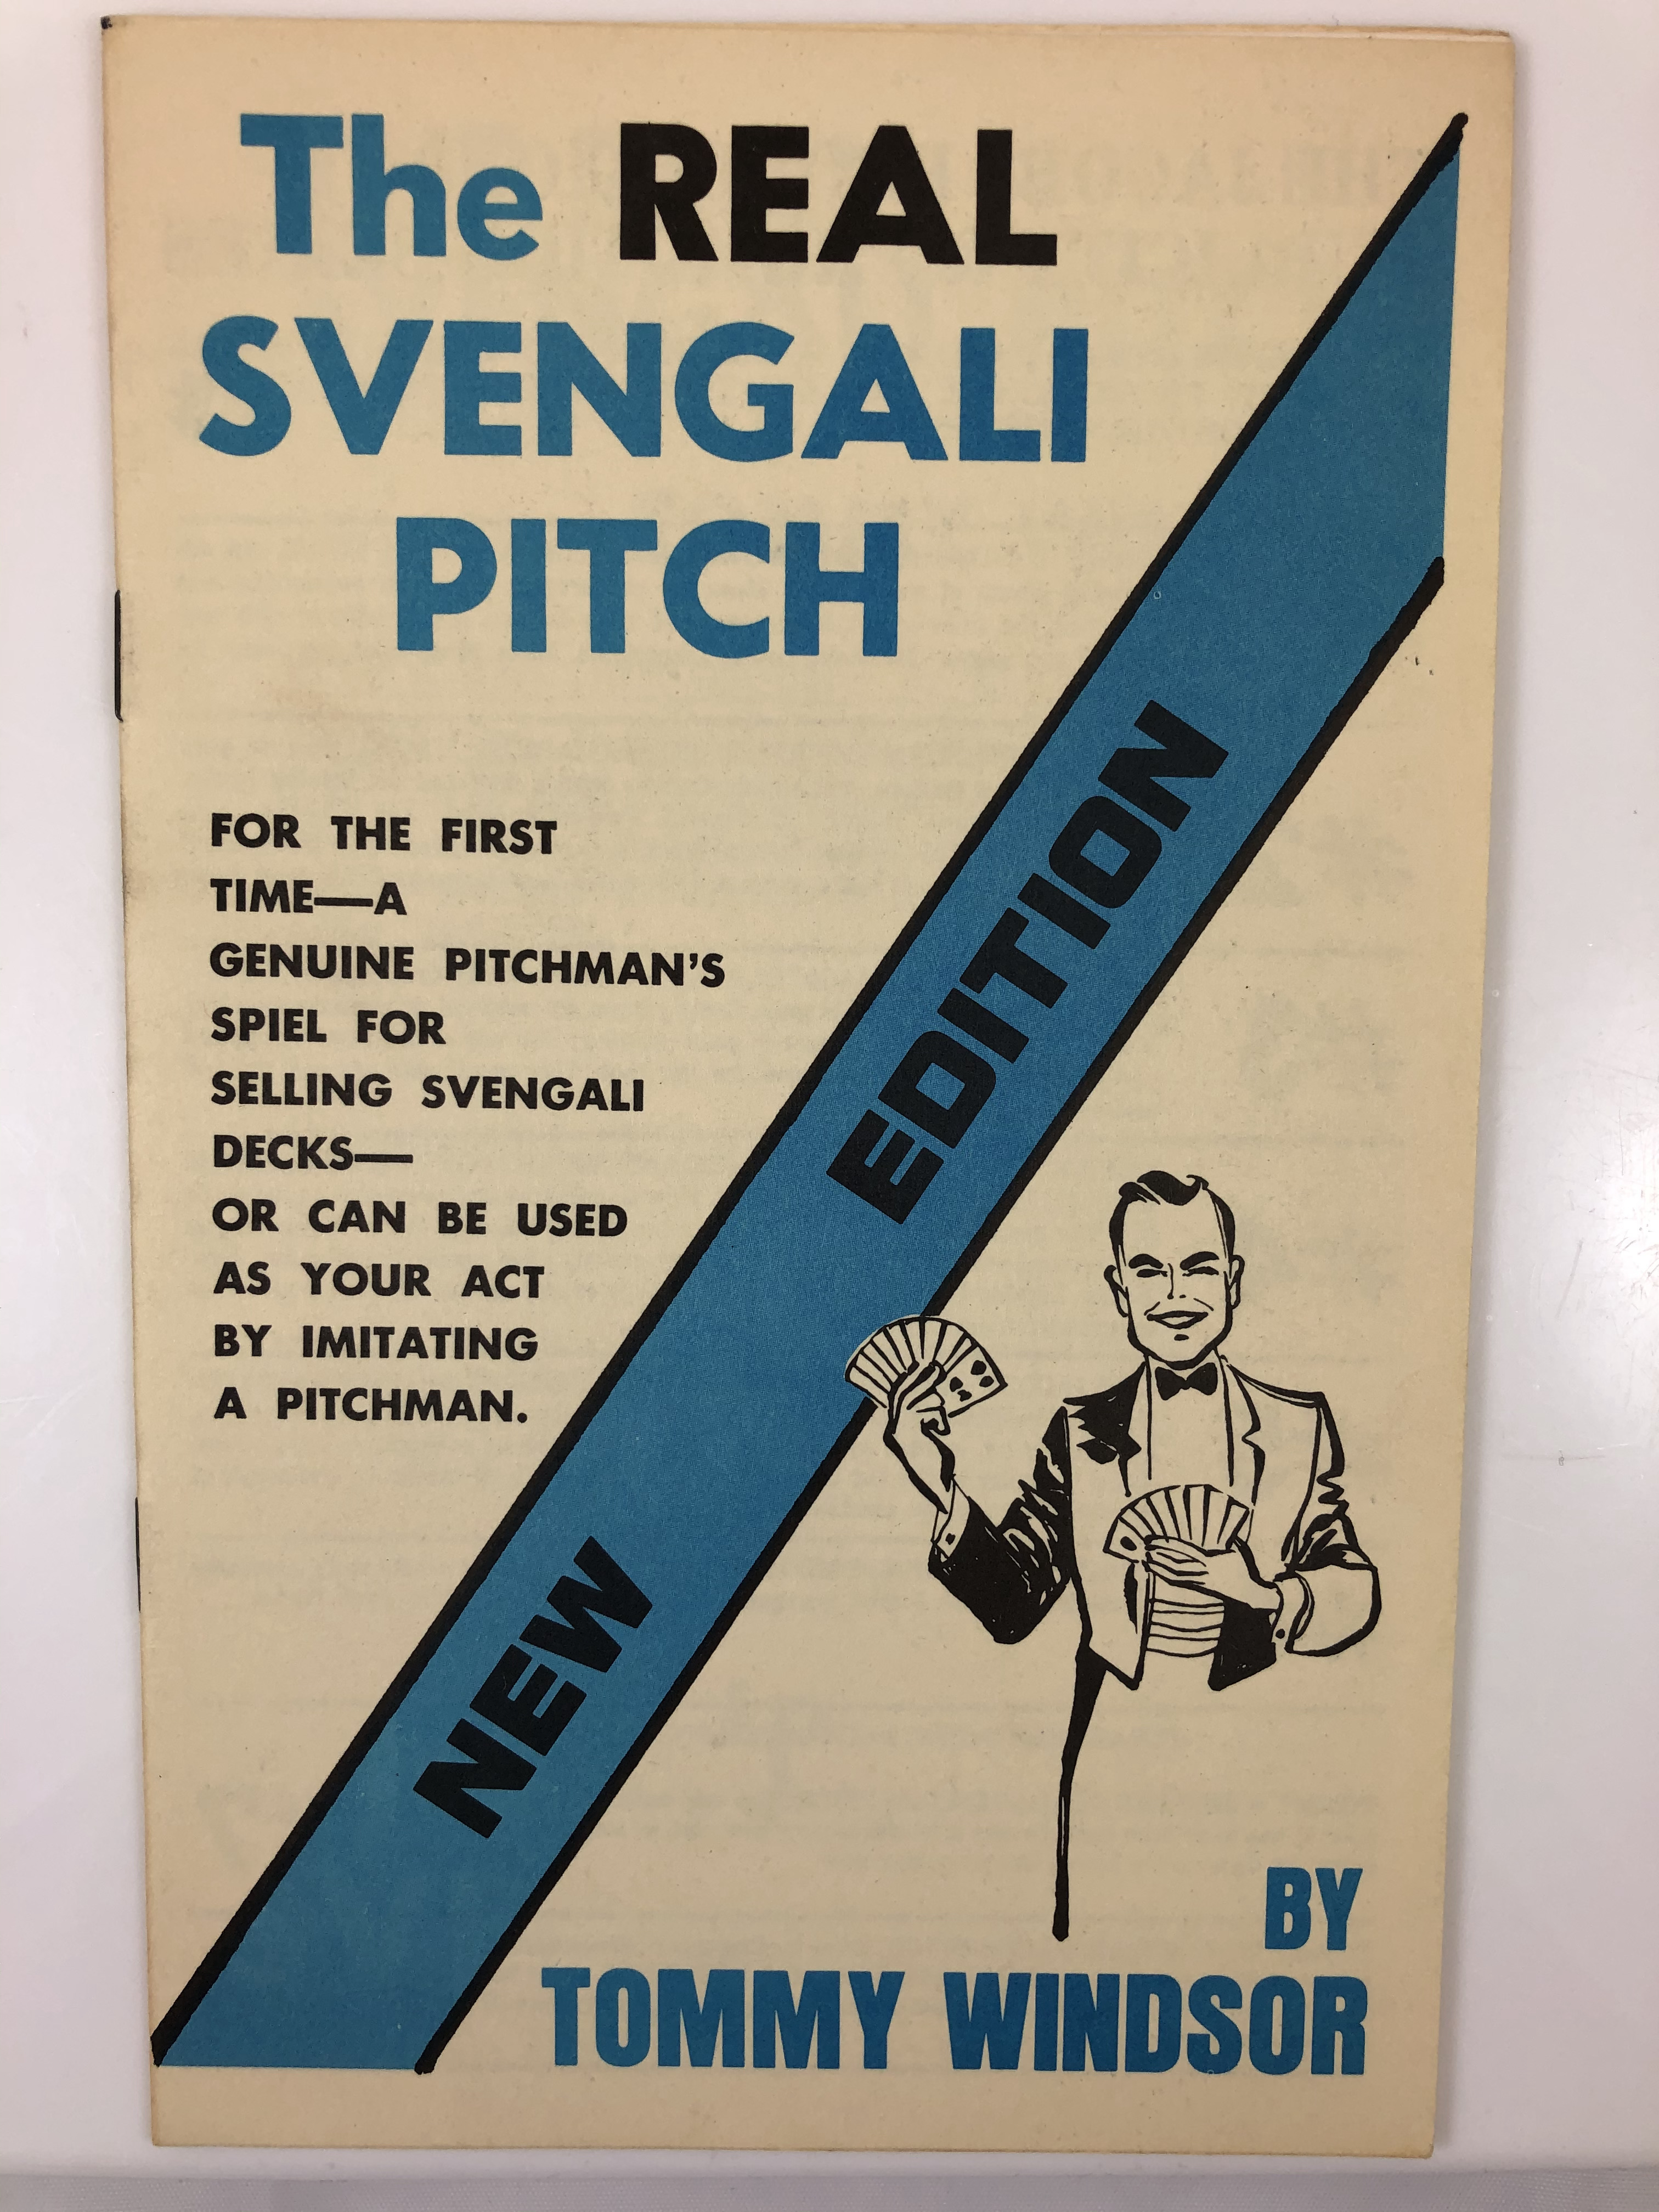 The REAL
SVENGALI
PITCH
FOR THE FIRST
TIME—A
GENUINE PITCHMAN'S
SPIEL FOR
SELLING SVENGALI
DECKS—
OR CAN BE USED
AS YOUR ACT
BY IMITATING
A PITCHMAN.
NEW EDITION
BY
TOMMY WINDSOR